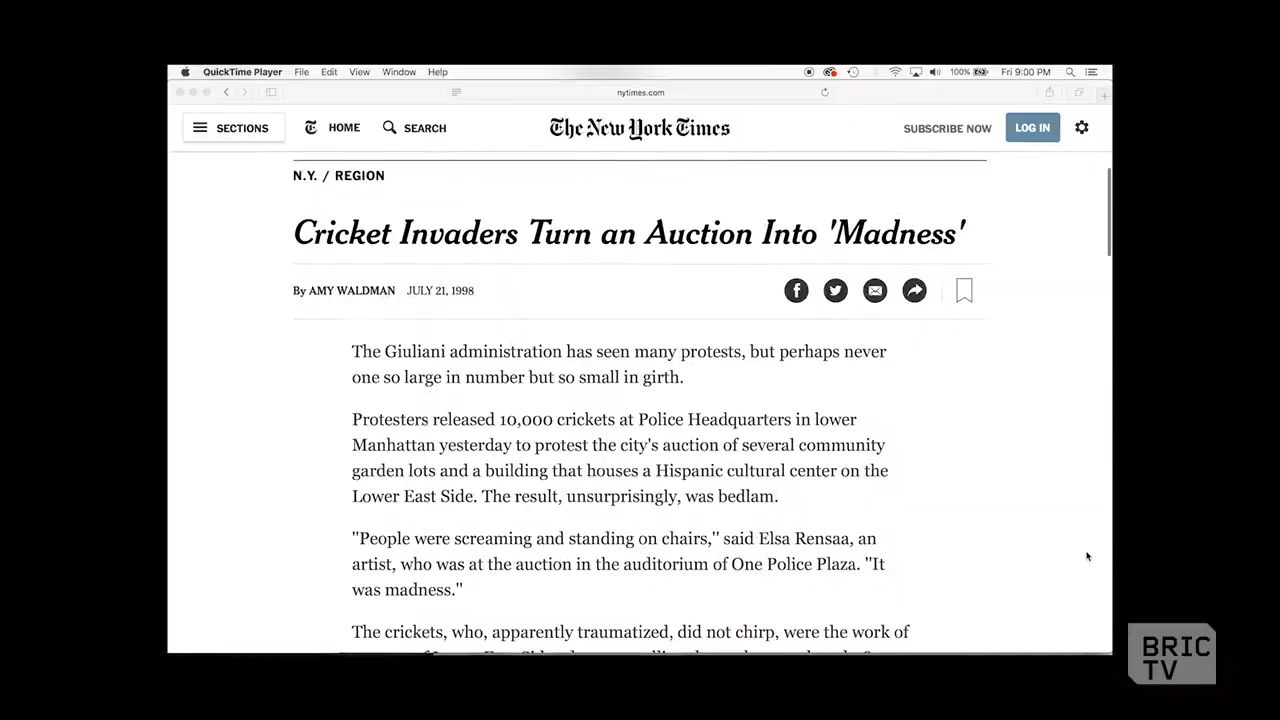 QuickTime Player File Edit View Window Help 100% Fri 9:00 PM
nytimes.com
SECTIONS HOME SEARCH The New York Times SUBSCRIBE NOW LOG IN
N.Y. / REGION
Cricket Invaders Turn an Auction Into 'Madness'
By AMY WALDMAN JULY 21, 1998
The Giuliani administration has seen many protests, but perhaps never
one so large in number but so small in girth.
Protesters released 10,000 crickets at Police Headquarters in lower
Manhattan yesterday to protest the city's auction of several community
garden lots and a building that houses a Hispanic cultural center on the
Lower East Side. The result, unsurprisingly, was bedlam.
"People were screaming and standing on chairs," said Elsa Rensaa, an
artist, who was at the auction in the auditorium of One Police Plaza. "It
was madness."
The crickets, who, apparently traumatized, did not chirp, were the work of
BRIC
TV